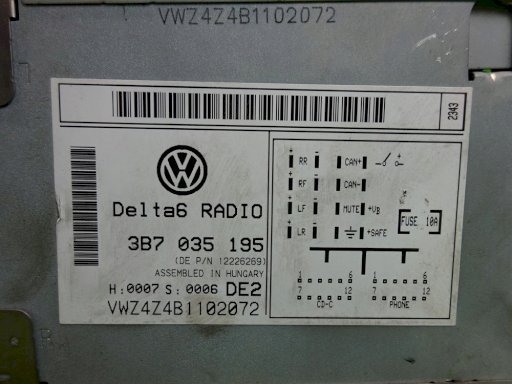 VWZ4Z4B1102072
2343
Delta6 RADIO
3B7 035 195
(DE P/N 12226269)
ASSEMBLED IN HUNGARY
H:0007 S:0006 DE2
VWZ4Z4B1102072
+ RR - CAN+ +
+ RF - CAN-
+ LF - MUTE +VB FUSE 10A
+ LR - +SAFE
1 6 1 6
7 12 7 12
CD-C PHONE